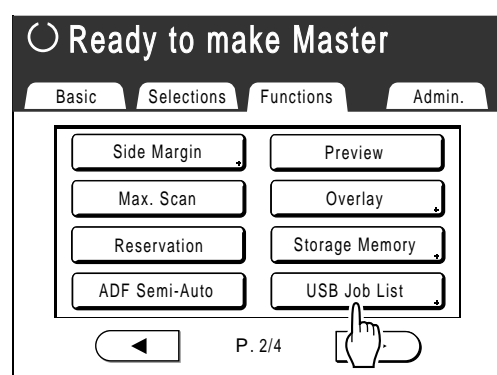 Ready to make Master
Basic Selections Functions Admin.
Side Margin Preview
Max. Scan Overlay
Reservation Storage Memory
ADF Semi-Auto USB Job List
P. 2/4